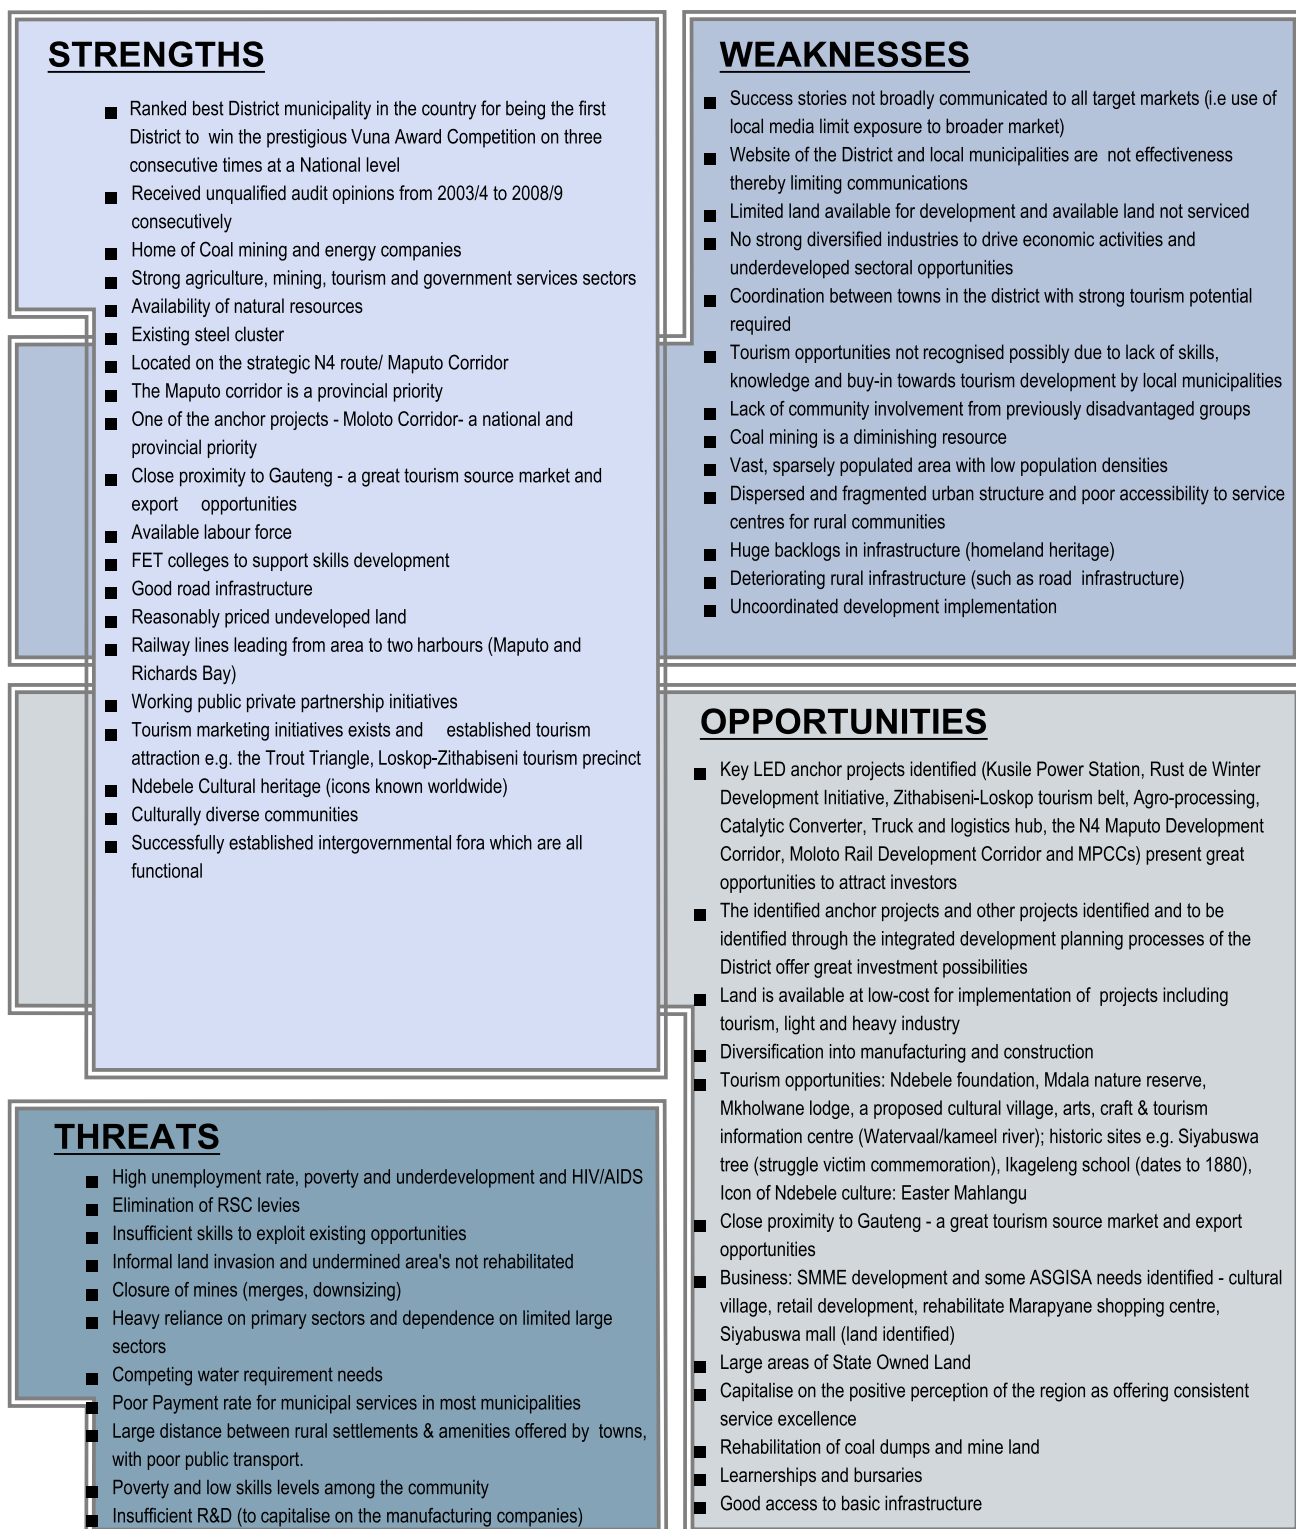 STRENGTHS
Ranked best District municipality in the country for being the first
District to win the prestigious Vuna Award Competition on three
consecutive times at a National level
Received unqualified audit opinions from 2003/4 to 2008/9
consecutively
Home of Coal mining and energy companies
Strong agriculture, mining, tourism and government services sectors
Availability of natural resources
Existing steel cluster
Located on the strategic N4 route/ Maputo Corridor
The Maputo corridor is a provincial priority
One of the anchor projects - Moloto Corridor- a national and
provincial priority
Close proximity to Gauteng - a great tourism source market and
export opportunities
Available labour force
FET colleges to support skills development
Good road infrastructure
Reasonably priced undeveloped land
Railway lines leading from area to two harbours (Maputo and
Richards Bay)
Working public private partnership initiatives
Tourism marketing initiatives exists and established tourism
attraction e.g. the Trout Triangle, Loskop-Zithabiseni tourism precinct
Ndebele Cultural heritage (icons known worldwide)
Culturally diverse communities
Successfully established intergovernmental fora which are all
functional
WEAKNESSES
Success stories not broadly communicated to all target markets (i.e use of
local media limit exposure to broader market)
Website of the District and local municipalities are not effectiveness
thereby limiting communications
Limited land available for development and available land not serviced
No strong diversified industries to drive economic activities and
underdeveloped sectoral opportunities
Coordination between towns in the district with strong tourism potential
required
Tourism opportunities not recognised possibly due to lack of skills,
knowledge and buy-in towards tourism development by local municipalities
Lack of community involvement from previously disadvantaged groups
Coal mining is a diminishing resource
Vast, sparsely populated area with low population densities
Dispersed and fragmented urban structure and poor accessibility to service
centres for rural communities
Huge backlogs in infrastructure (homeland heritage)
Deteriorating rural infrastructure (such as road infrastructure)
Uncoordinated development implementation
OPPORTUNITIES
Key LED anchor projects identified (Kusile Power Station, Rust de Winter
Development Initiative, Zithabiseni-Loskop tourism belt, Agro-processing,
Catalytic Converter, Truck and logistics hub, the N4 Maputo Development
Corridor, Moloto Rail Development Corridor and MPCCs) present great
opportunities to attract investors
The identified anchor projects and other projects identified and to be
identified through the integrated development planning processes of the
District offer great investment possibilities
Land is available at low-cost for implementation of projects including
tourism, light and heavy industry
Diversification into manufacturing and construction
Tourism opportunities: Ndebele foundation, Mdala nature reserve,
Mkholwane lodge, a proposed cultural village, arts, craft & tourism
information centre (Watervaal/kameel river); historic sites e.g. Siyabuswa
tree (struggle victim commemoration), Ikageleng school (dates to 1880),
Icon of Ndebele culture: Easter Mahlangu
Close proximity to Gauteng - a great tourism source market and export
opportunities
Business: SMME development and some ASGISA needs identified - cultural
village, retail development, rehabilitate Marapyane shopping centre,
Siyabuswa mall (land identified)
Large areas of State Owned Land
Capitalise on the positive perception of the region as offering consistent
service excellence
Rehabilitation of coal dumps and mine land
Learnerships and bursaries
Good access to basic infrastructure
THREATS
High unemployment rate, poverty and underdevelopment and HIV/AIDS
Elimination of RSC levies
Insufficient skills to exploit existing opportunities
Informal land invasion and undermined area's not rehabilitated
Closure of mines (merges, downsizing)
Heavy reliance on primary sectors and dependence on limited large
sectors
Competing water requirement needs
Poor Payment rate for municipal services in most municipalities
Large distance between rural settlements & amenities offered by towns,
with poor public transport.
Poverty and low skills levels among the community
Insufficient R&D (to capitalise on the manufacturing companies)